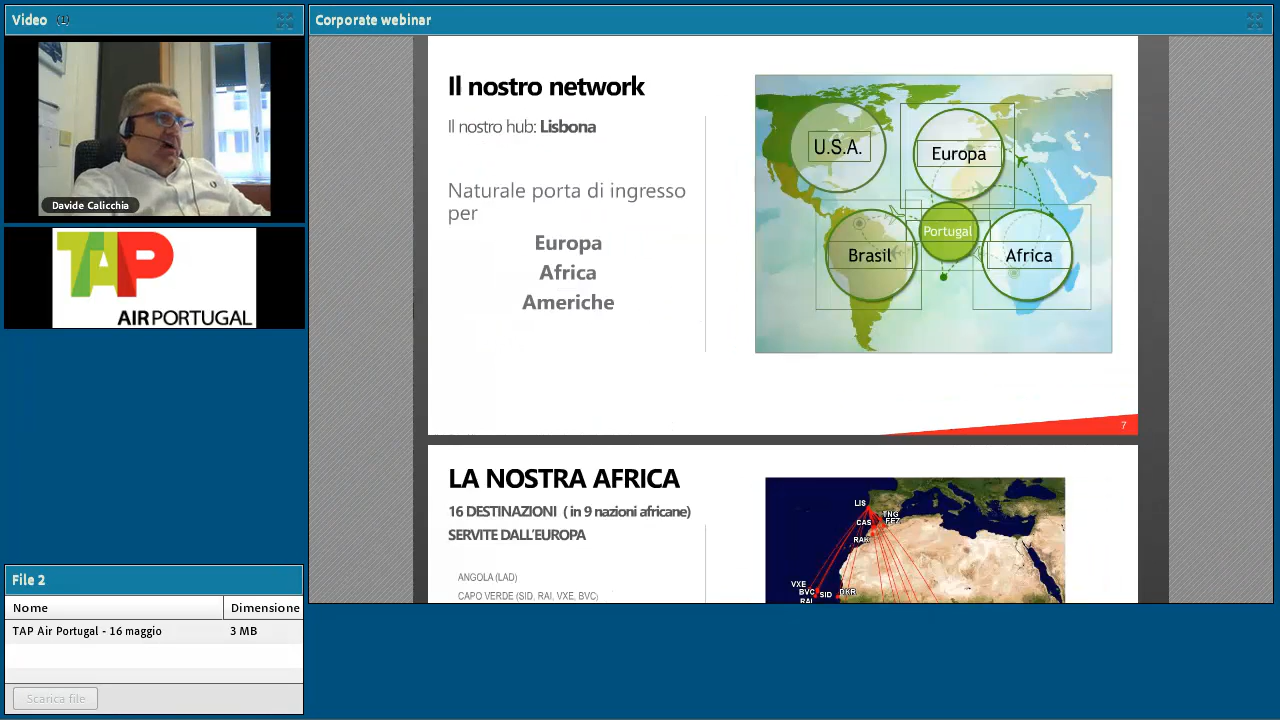 Video (1)
Davide Calicchia
TAP
AIRPORTUGAL
File 2
Nome Dimensione
TAP Air Portugal - 16 maggio 3 MB
Scarica file
Corporate webinar
Il nostro network
Il nostro hub: Lisbona
Naturale porta di ingresso
per
Europa
Africa
Americhe
U.S.A.
Europa
Portugal
Brasil
Africa
7
LA NOSTRA AFRICA
16 DESTINAZIONI ( in 9 nazioni africane)
SERVITE DALL'EUROPA
ANGOLA (LAD)
CAPO VERDE (SID, RAI, VXE, BVC)
LIS
TNG
CAS
FEZ
RAK
VXE
BVC
SID
DKR
RAI